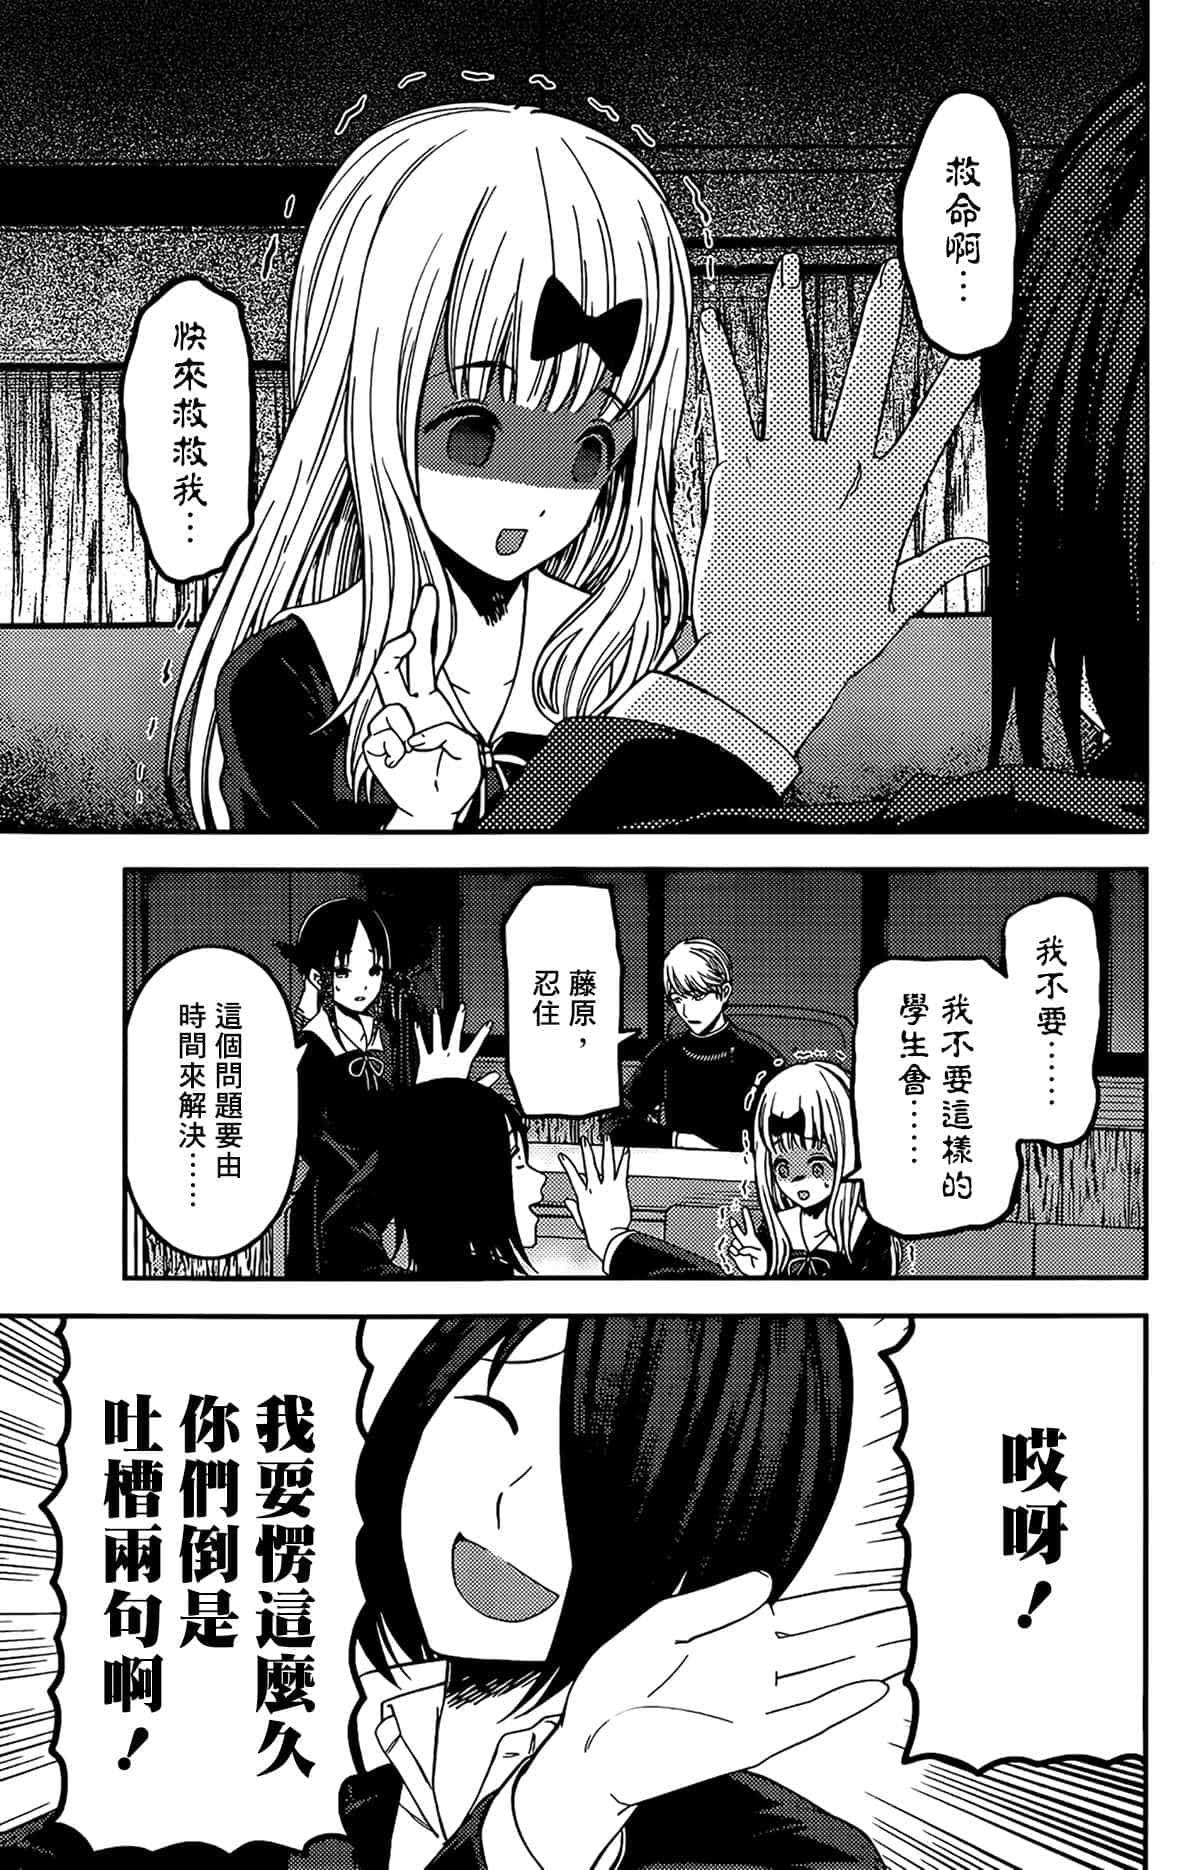 救命啊…
快來救救我…
我不要……
我不要這樣的
學生會……
藤原，
忍住
這個問題要由
時間來解決……
哎呀！
我耍愣這麼久
你們倒是
吐槽兩句啊！